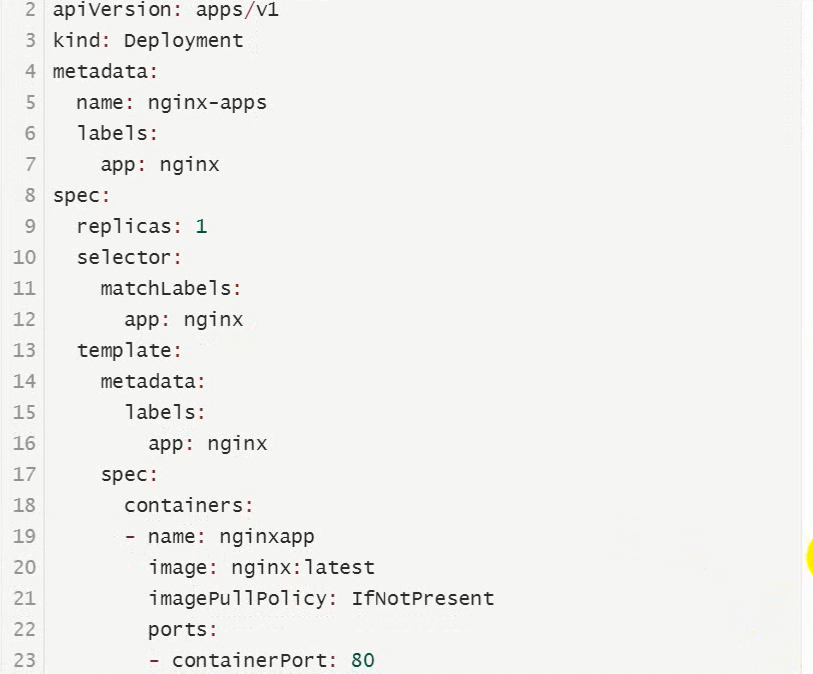 2 apiVersion: apps/v1
3 kind: Deployment
4 metadata:
5   name: nginx-apps
6   labels:
7     app: nginx
8 spec:
9   replicas: 1
10   selector:
11     matchLabels:
12       app: nginx
13   template:
14     metadata:
15       labels:
16         app: nginx
17     spec:
18       containers:
19       - name: nginxapp
20         image: nginx:latest
21         imagePullPolicy: IfNotPresent
22         ports:
23         - containerPort: 80